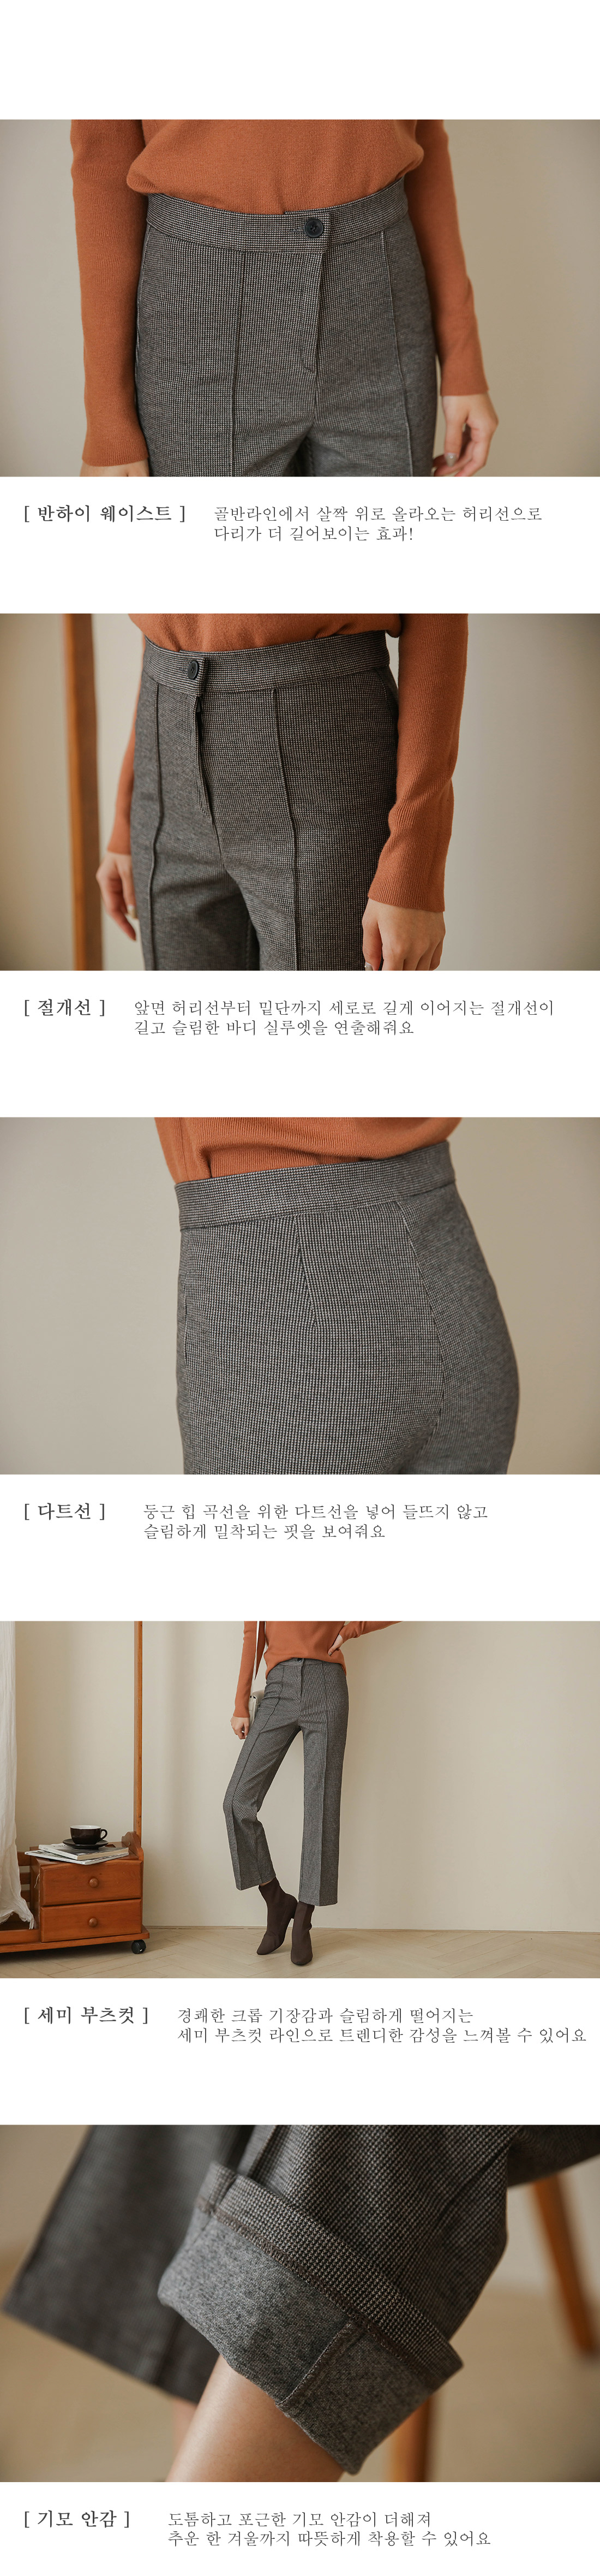 [ 반하이 웨이스트 ]
골반라인에서 살짝 위로 올라오는 허리선으로
다리가 더 길어보이는 효과!
[ 절개선 ]
앞면 허리선부터 밑단까지 세로로 길게 이어지는 절개선이
길고 슬림한 바디 실루엣을 연출해줘요
[ 다트선 ]
둥근 힙 곡선을 위한 다트선을 넣어 들뜨지 않고
슬림하게 밀착되는 핏을 보여줘요
[ 세미 부츠컷 ]
경쾌한 크롭 기장감과 슬림하게 떨어지는
세미 부츠컷 라인으로 트렌디한 감성을 느껴볼 수 있어요
[ 기모 안감 ]
도톰하고 포근한 기모 안감이 더해져
추운 한 겨울까지 따뜻하게 착용할 수 있어요